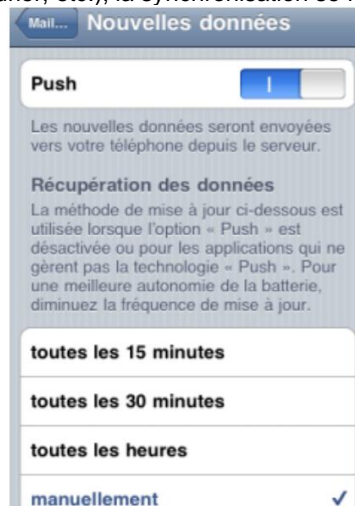 Mail... Nouvelles données
Push
Les nouvelles données seront envoyées
vers votre téléphone depuis le serveur.
Récupération des données
La méthode de mise à jour ci-dessous est
utilisée lorsque l'option « Push » est
désactivée ou pour les applications qui ne
gèrent pas la technologie « Push ». Pour
une meilleure autonomie de la batterie,
diminuez la fréquence de mise à jour.
toutes les 15 minutes
toutes les 30 minutes
toutes les heures
manuellement